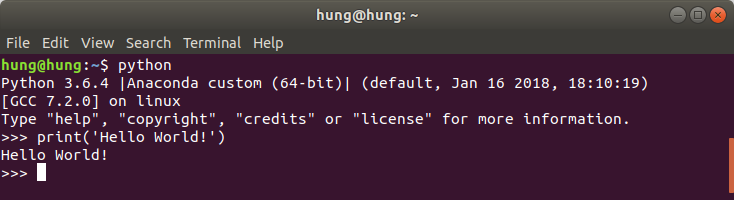 hung@hung: ~
File Edit View Search Terminal Help
hung@hung:~$ python
Python 3.6.4 |Anaconda custom (64-bit)| (default, Jan 16 2018, 18:10:19)
[GCC 7.2.0] on linux
Type "help", "copyright", "credits" or "license" for more information.
>>> print('Hello World!')
Hello World!
>>>